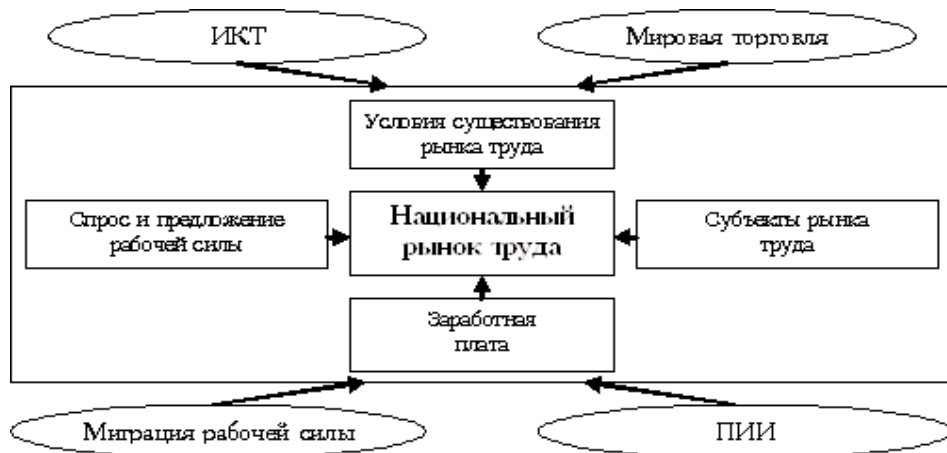 ИКТ
Мировая торговля
Условия существования
рынка труда
Спрос и предложение
рабочей силы
Национальный
рынок труда
Субъекты рынка
труда
Заработная
плата
Миграция рабочей силы
ПИИ